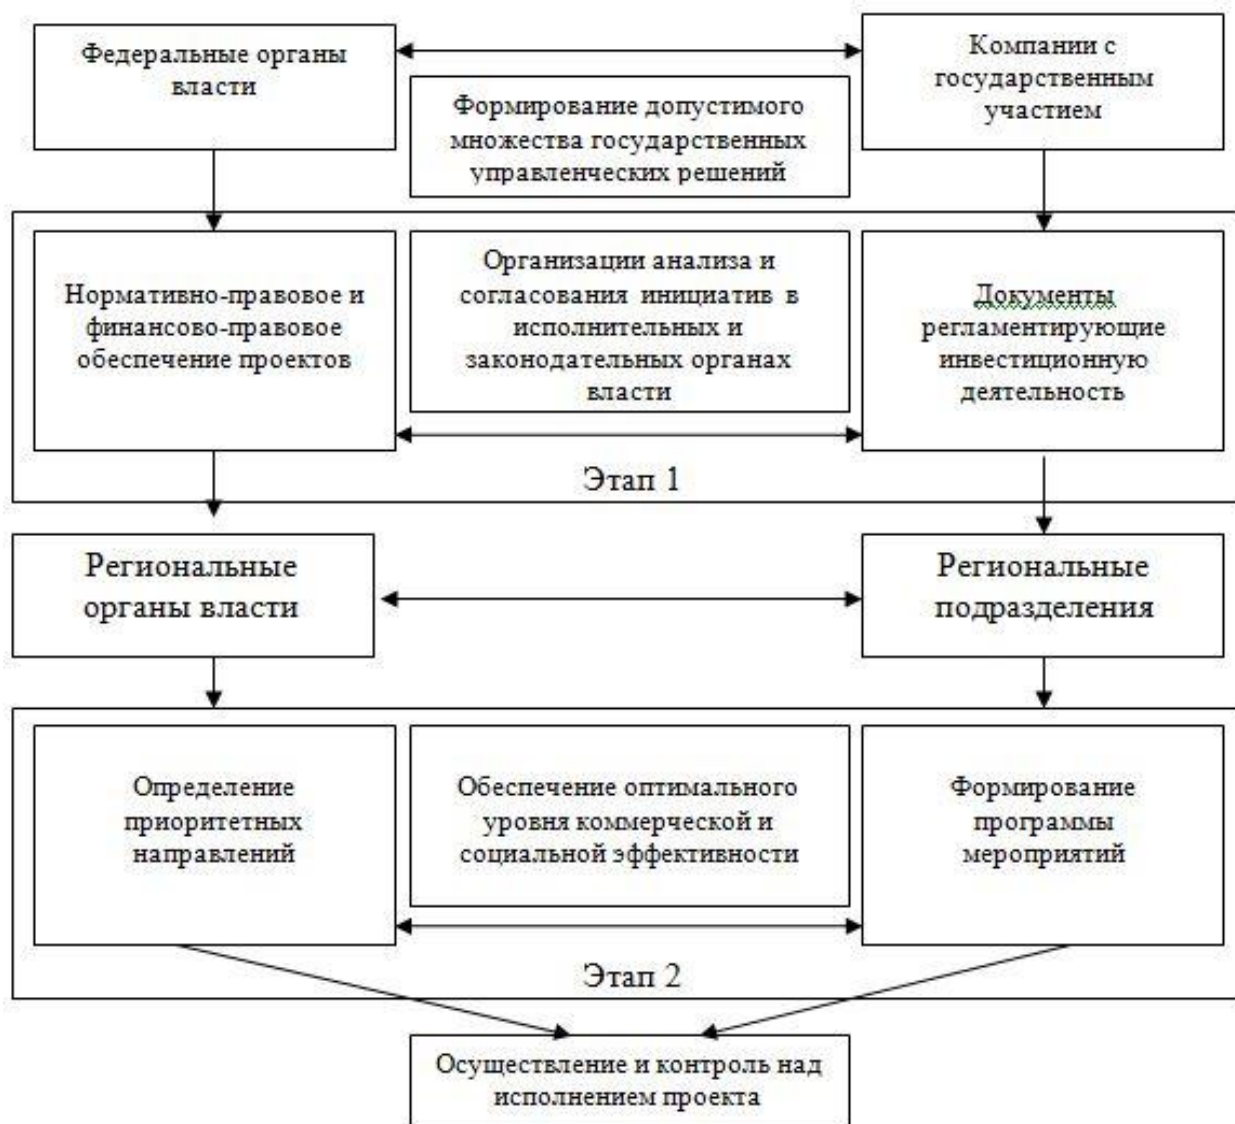 Федеральные органы
власти
Компании с
государственным
участием
Формирование допустимого
множества государственных
управленческих решений
Нормативно-правовое и
финансово-правовое
обеспечение проектов
Организации анализа и
согласования инициатив в
исполнительных и
законодательных органах
власти
Документы
регламентирующие
инвестиционную
деятельность
Этап 1
Региональные
органы власти
Региональные
подразделения
Определение
приоритетных
направлений
Обеспечение оптимального
уровня коммерческой и
социальной эффективности
Формирование
программы
мероприятий
Этап 2
Осуществление и контроль над
исполнением проекта